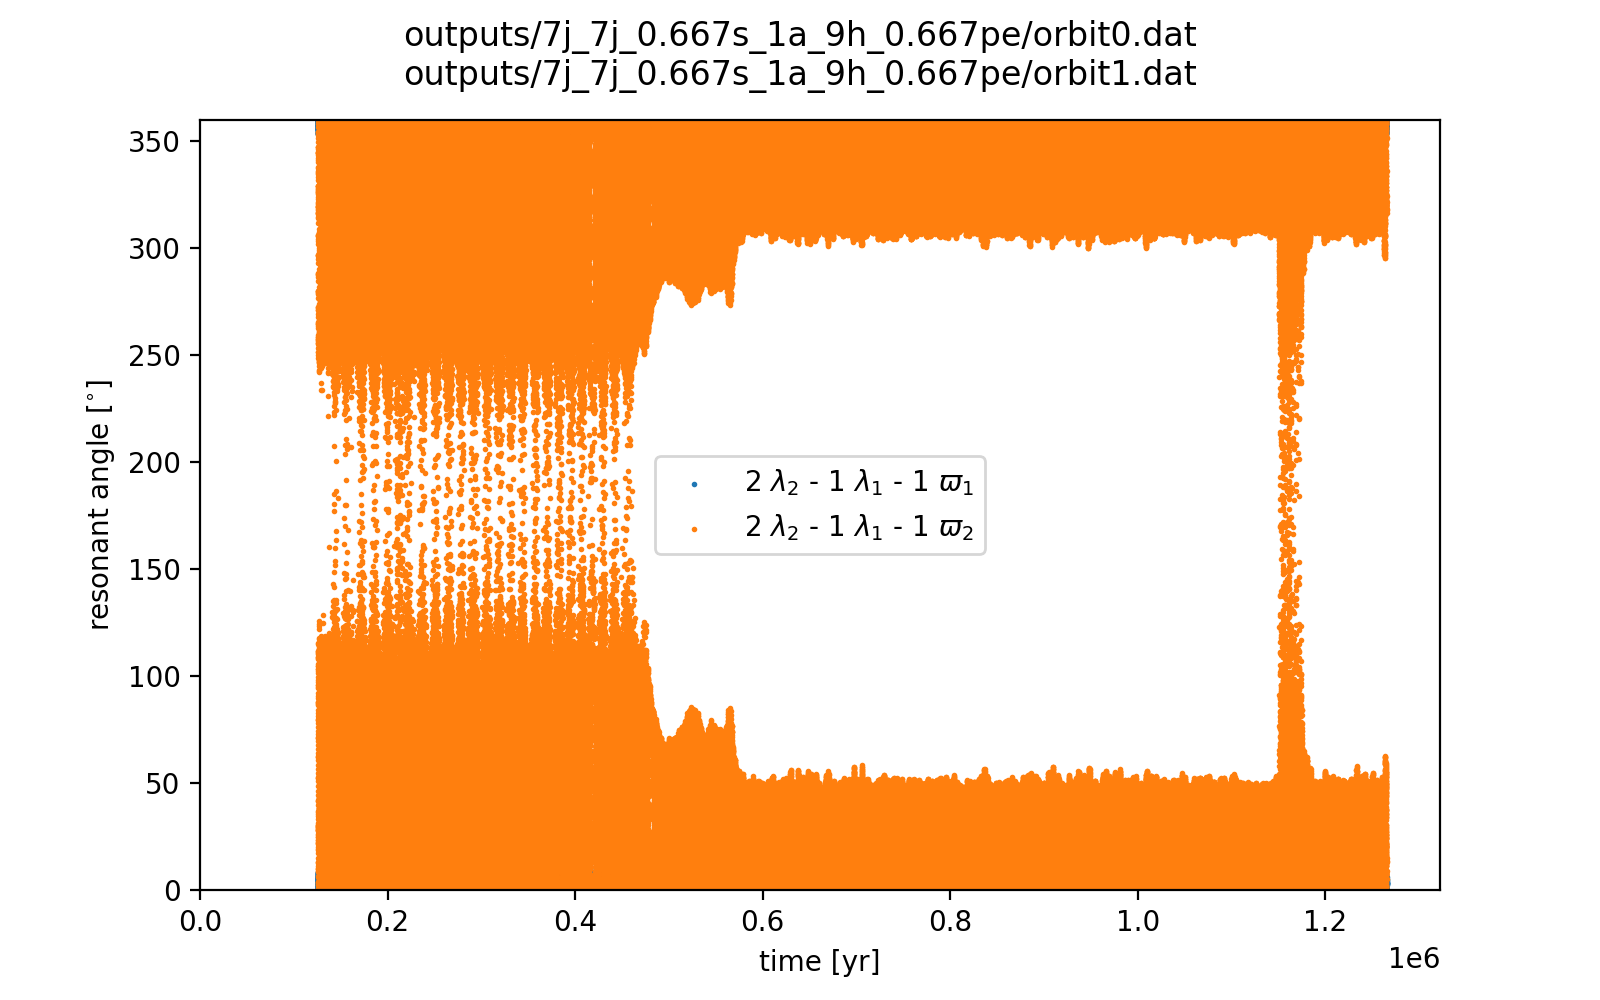 outputs/7j_7j_0.667s_1a_9h_0.667pe/orbit0.dat
outputs/7j_7j_0.667s_1a_9h_0.667pe/orbit1.dat
350
300
250
200
150
100
50
0
resonant angle [°]
2 λ₂ - 1 λ₁ - 1 ϖ₁
2 λ₂ - 1 λ₁ - 1 ϖ₂
0.0 0.2 0.4 0.6 0.8 1.0 1.2
time [yr]
1e6